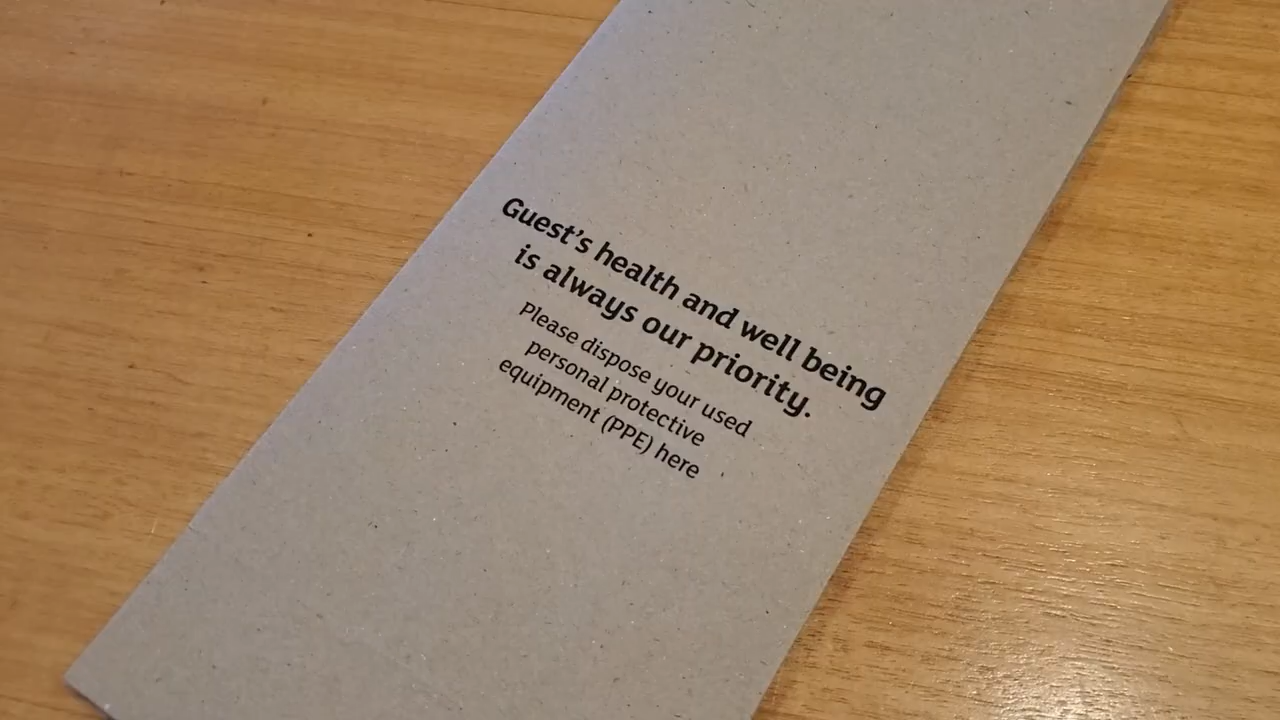 Guest's health and well being
is always our priority.
Please dispose your used
personal protective
equipment (PPE) here